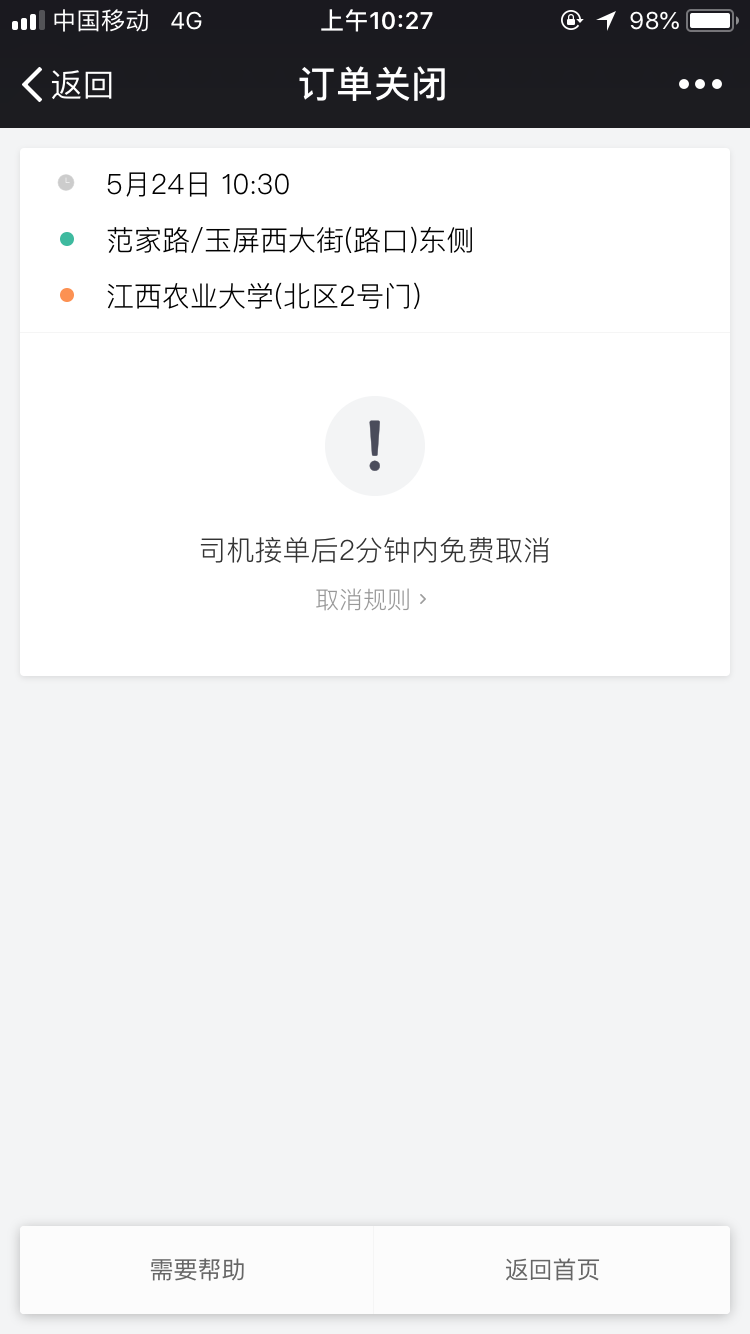 中国移动 4G 上午10:27 98%
返回 订单关闭
5月24日 10:30
范家路/玉屏西大街(路口)东侧
江西农业大学(北区2号门)
!
司机接单后2分钟内免费取消
取消规则 >
需要帮助 返回首页